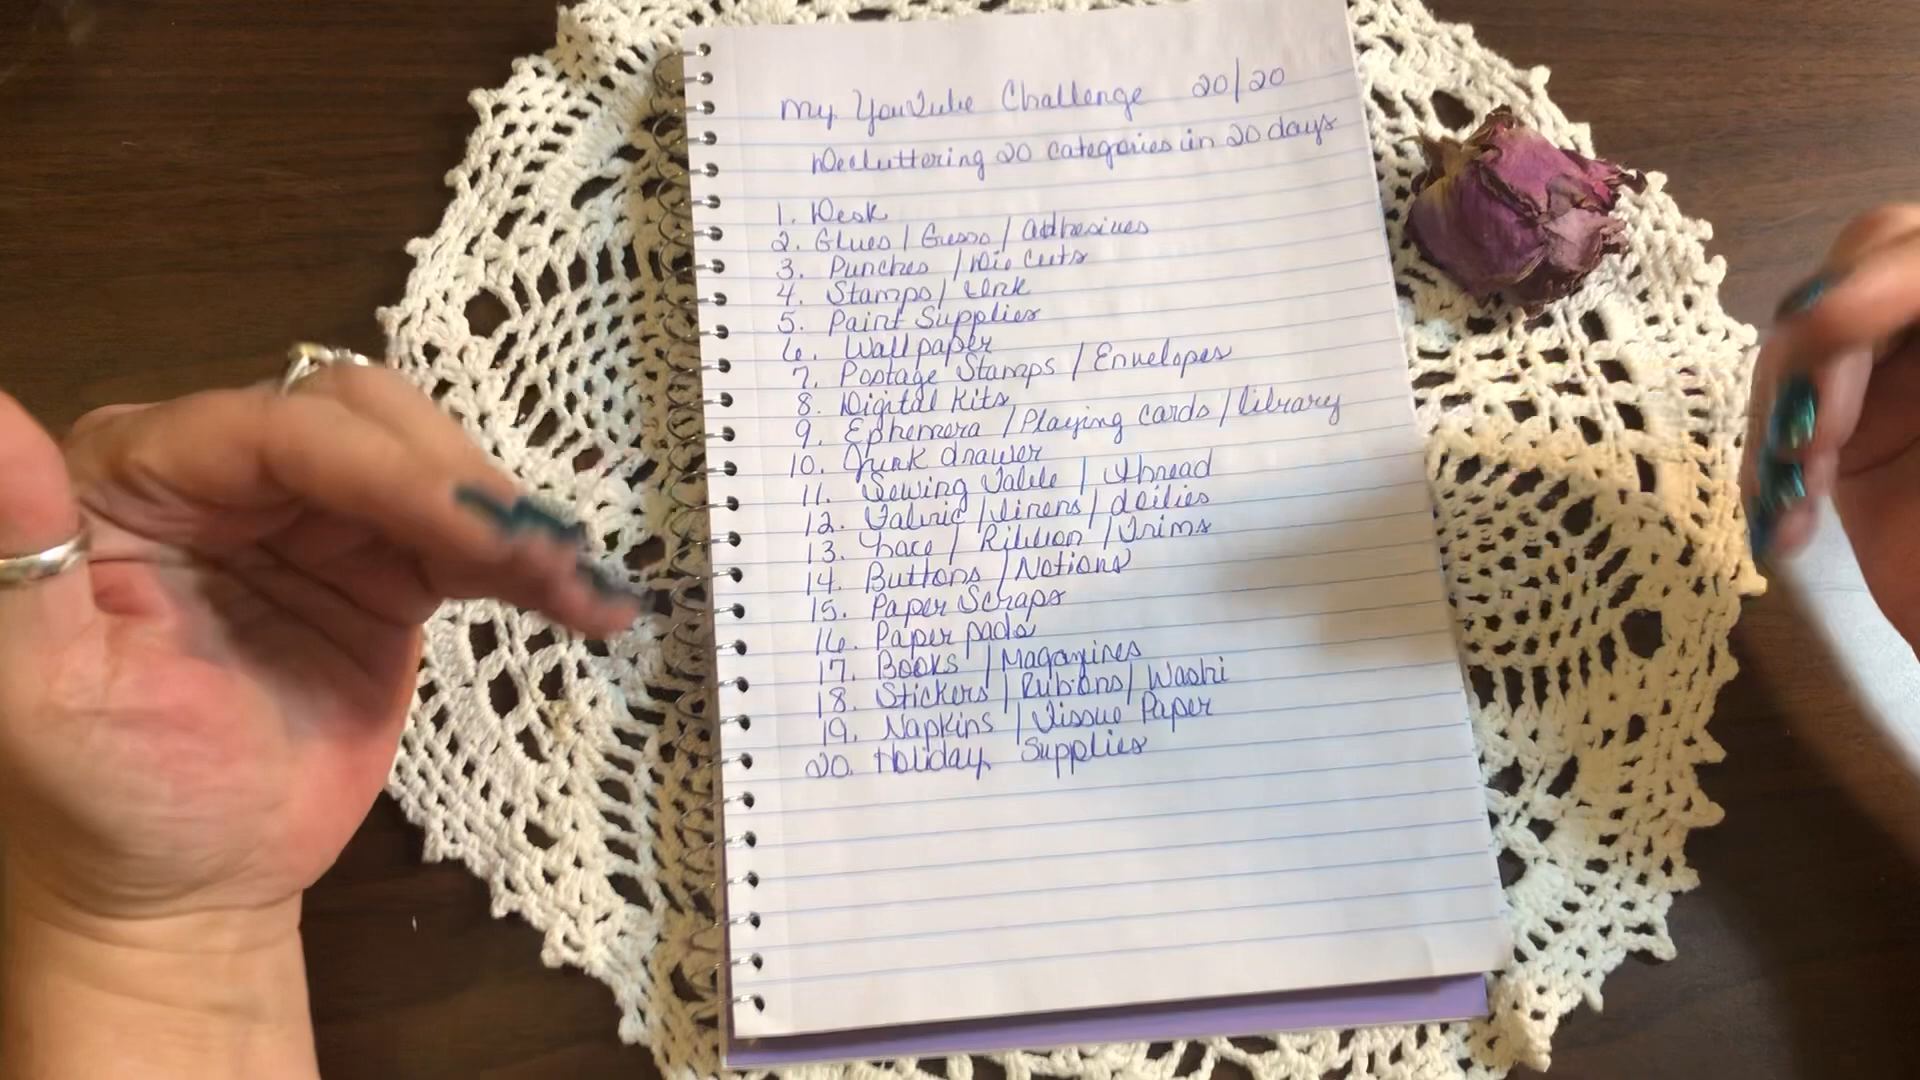 My YouTube Challenge 20/20
Decluttering 20 categories in 20 days
1. Desk
2. Glues / Gesso / Adhesives
3. Punches / Die Cuts
4. Stamps / Ink
5. Paint Supplies
6. Wallpaper
7. Postage Stamps / Envelopes
8. Digital Kits
9. Ephemera / Playing cards / library
10. Junk drawer
11. Sewing Table / Thread
12. Fabric / Linens / doilies
13. Lace / Ribbon / Trims
14. Buttons / Notions
15. Paper Scraps
16. Paper pads
17. Books / Magazines
18. Stickers / Rubons / Washi
19. Napkins / Tissue Paper
20. Holiday Supplies